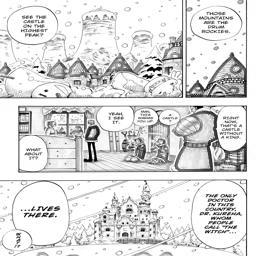 THOSE
MOUNTAINS
ARE THE
DRUM
ROCKIES.
SEE THE
CASTLE
ON THE
HIGHEST
PEAK?
RIGHT
NOW,
THAT'S A
CASTLE
WITHOUT
A KING.
A
CASTLE
YEAH, I
SEE IT.
WHAT
ABOUT IT?
THE ONLY
DOCTOR
IN THIS
COUNTRY,
DR. KUREHA,
WHOM
PEOPLE
CALL "THE
WITCH"...
...LIVES
THERE.